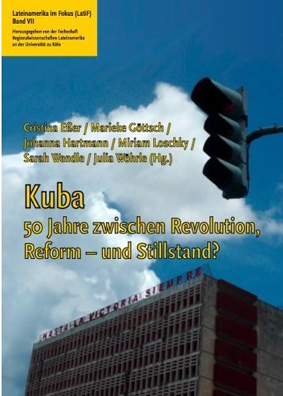 Lateinamerika im Fokus (LatiF)
Band VII
Herausgegeben von der Fachschaft
Regionalwissenschaften Lateinamerika
an der Universität zu Köln
Cristina Eßer / Marieke Göttsch /
Johanna Hartmann / Miriam Loschky /
Sarah Wendle / Julia Wöhrle (Hg.)
Kuba
50 Jahre zwischen Revolution,
Reform – und Stillstand?
HASTA LA VICTORIA SIEMPRE